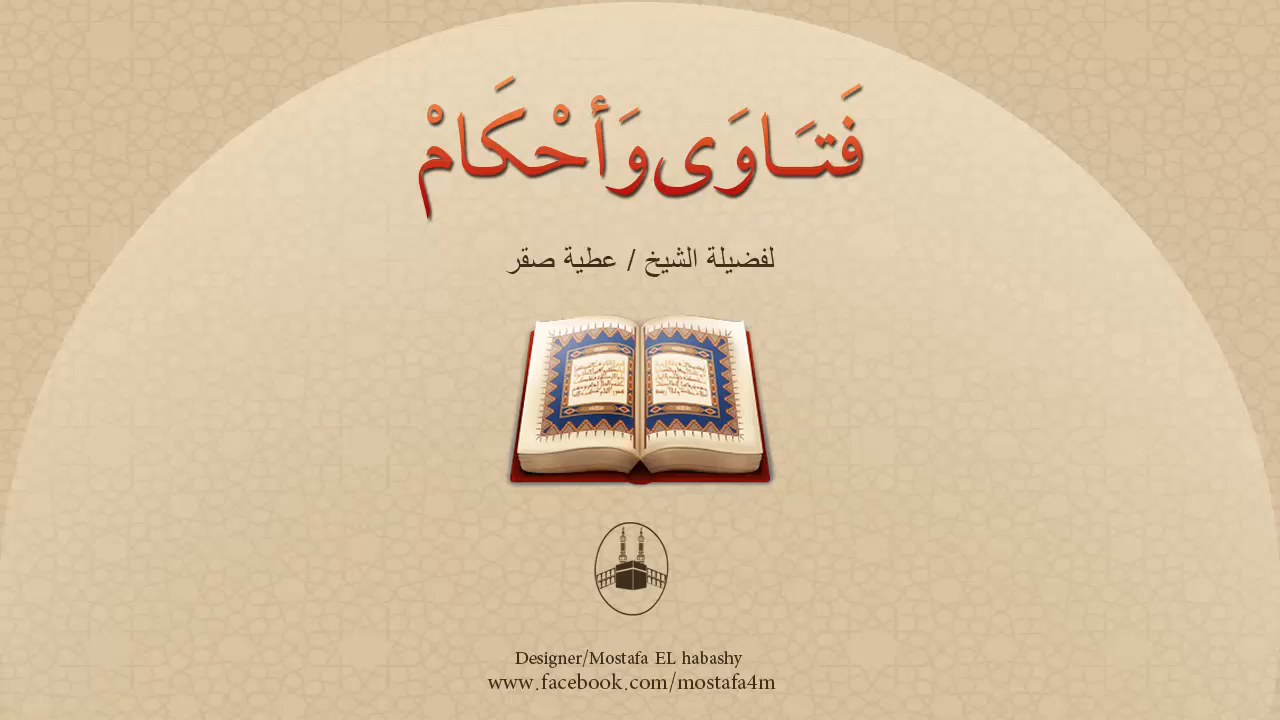 فَتَاوَى وَأَحْكَامْ
لفضيلة الشيخ / عطية صقر
Designer/Mostafa EL habashy
www.facebook.com/mostafa4m